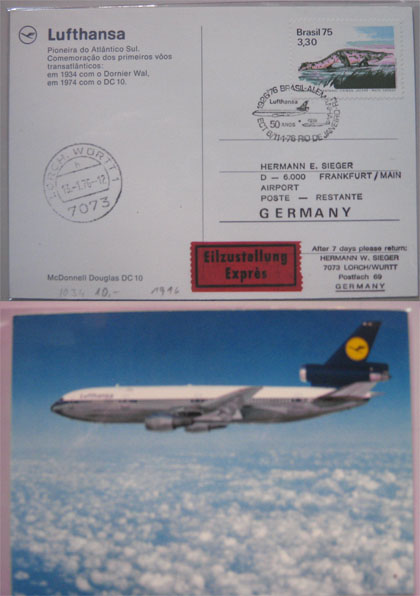 Lufthansa
Pioneira do Atlântico Sul.
Comemoração dos primeiros vôos
transatlânticos:
em 1934 com o Dornier Wal,
em 1974 com o DC 10.
Brasil 75
3,30
Lufthansa
50 ANOS
LORCH, WÜRTT 1
7073
HERMANN E. SIEGER
D – 6.000 FRANKFURT/MAIN
AIRPORT
POSTE – RESTANTE
GERMANY
Eilzustellung
Exprès
After 7 days please return:
HERMANN W. SIEGER
7073 LORCH/WURTT
Postfach 69
GERMANY
McDonnell Douglas DC 10
10,-
Lufthansa